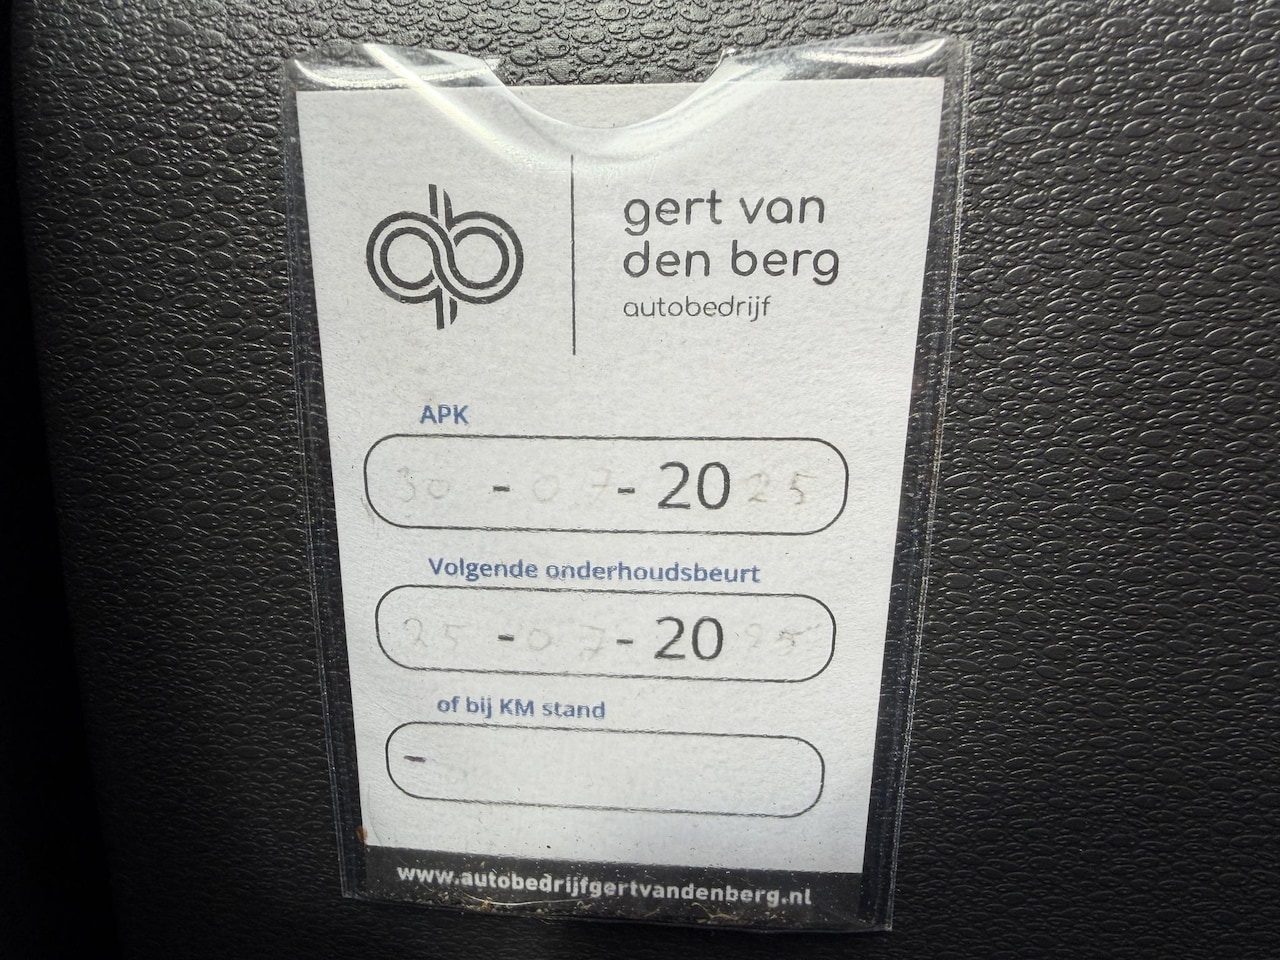 gert van
den berg
autobedrijf
APK
30 - 07 - 2025
Volgende onderhoudsbeurt
25 - 07 - 2025
of bij KM stand
-
www.autobedrijfgertvandenberg.nl